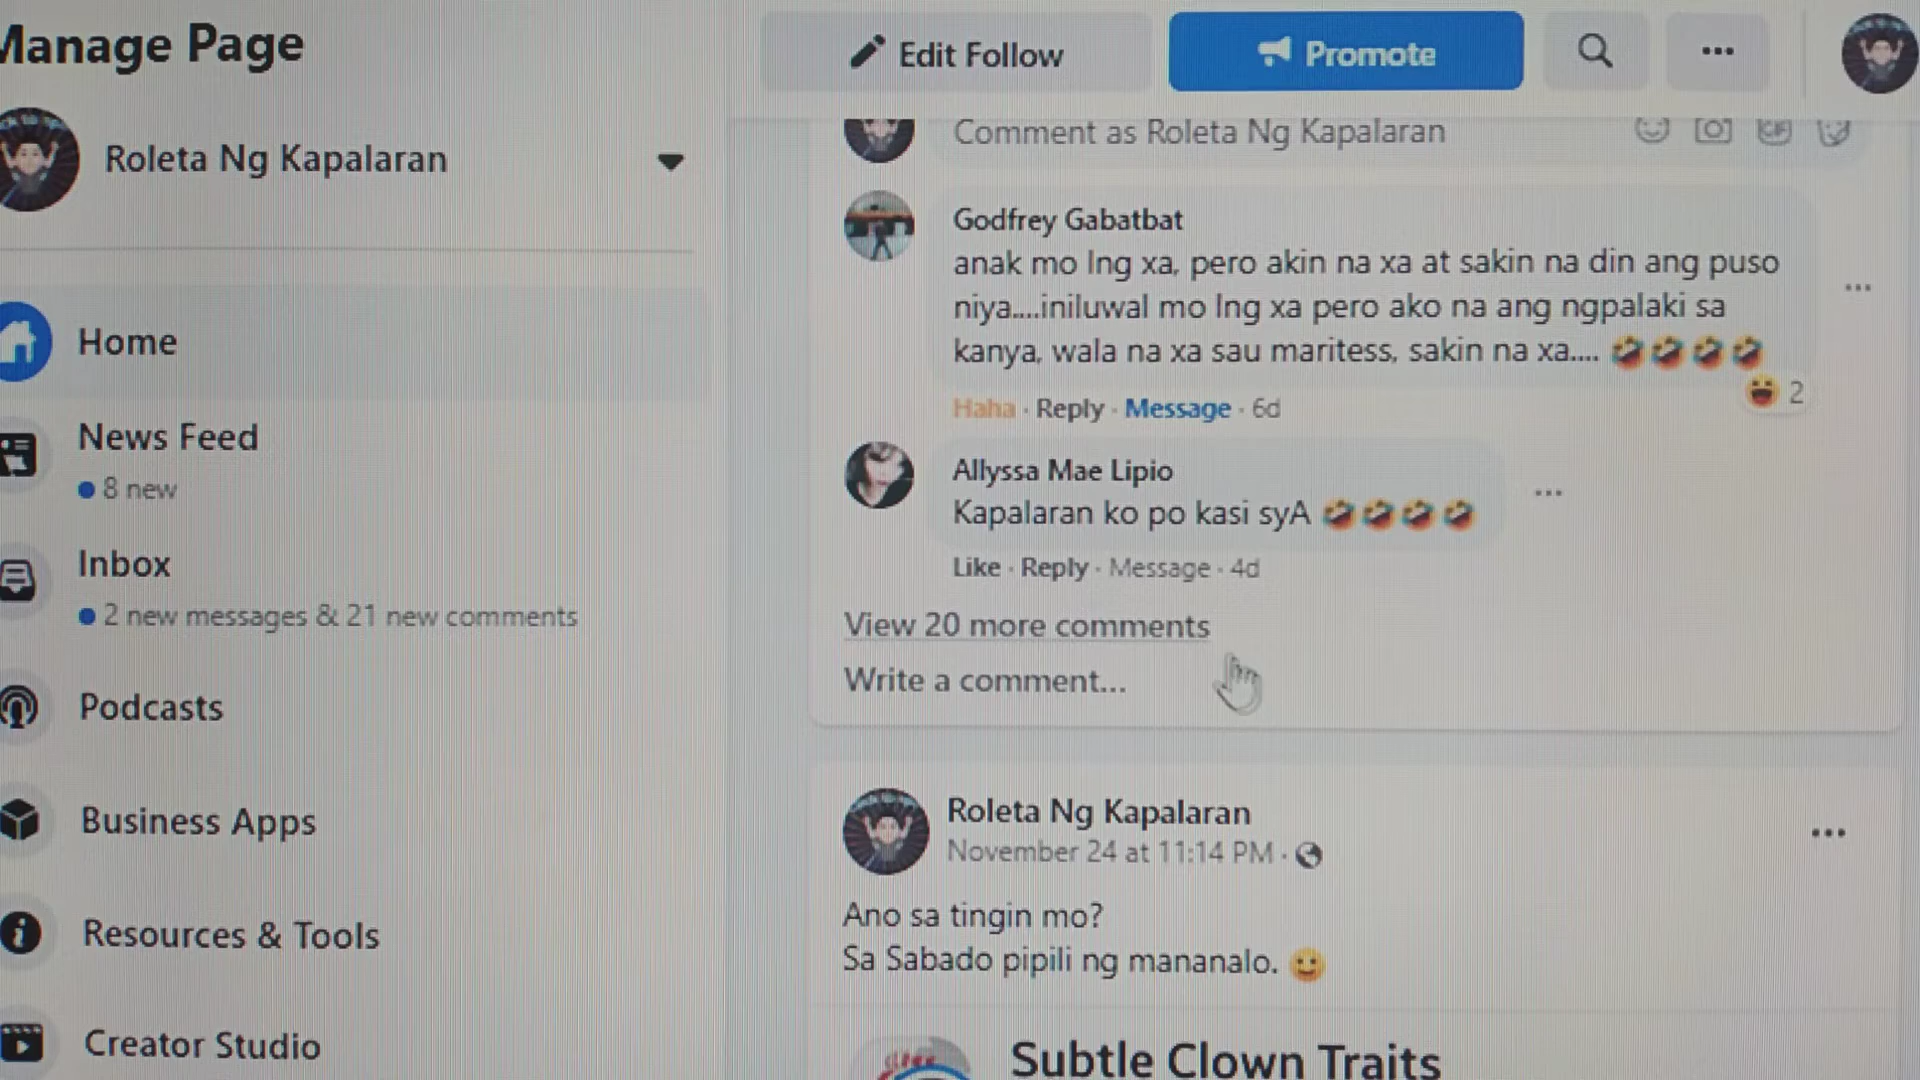 Manage Page
Edit Follow
Promote
Roleta Ng Kapalaran
Comment as Roleta Ng Kapalaran
GIF
Godfrey Gabatbat
anak mo lng xa, pero akin na xa at sakin na din ang puso
niya....iniluwal mo lng xa pero ako na ang ngpalaki sa
kanya, wala na xa sau maritess, sakin na xa.... 🤣🤣🤣🤣
2
Haha · Reply · Message · 6d
Allyssa Mae Lipio
Kapalaran ko po kasi syA 🤣🤣🤣🤣
Like · Reply · Message · 4d
View 20 more comments
Write a comment...
Home
News Feed
8 new
Inbox
2 new messages & 21 new comments
Podcasts
Business Apps
Resources & Tools
Creator Studio
Roleta Ng Kapalaran
November 24 at 11:14 PM ·
Ano sa tingin mo?
Sa Sabado pipili ng mananalo. 🙂
Subtle Clown Traits